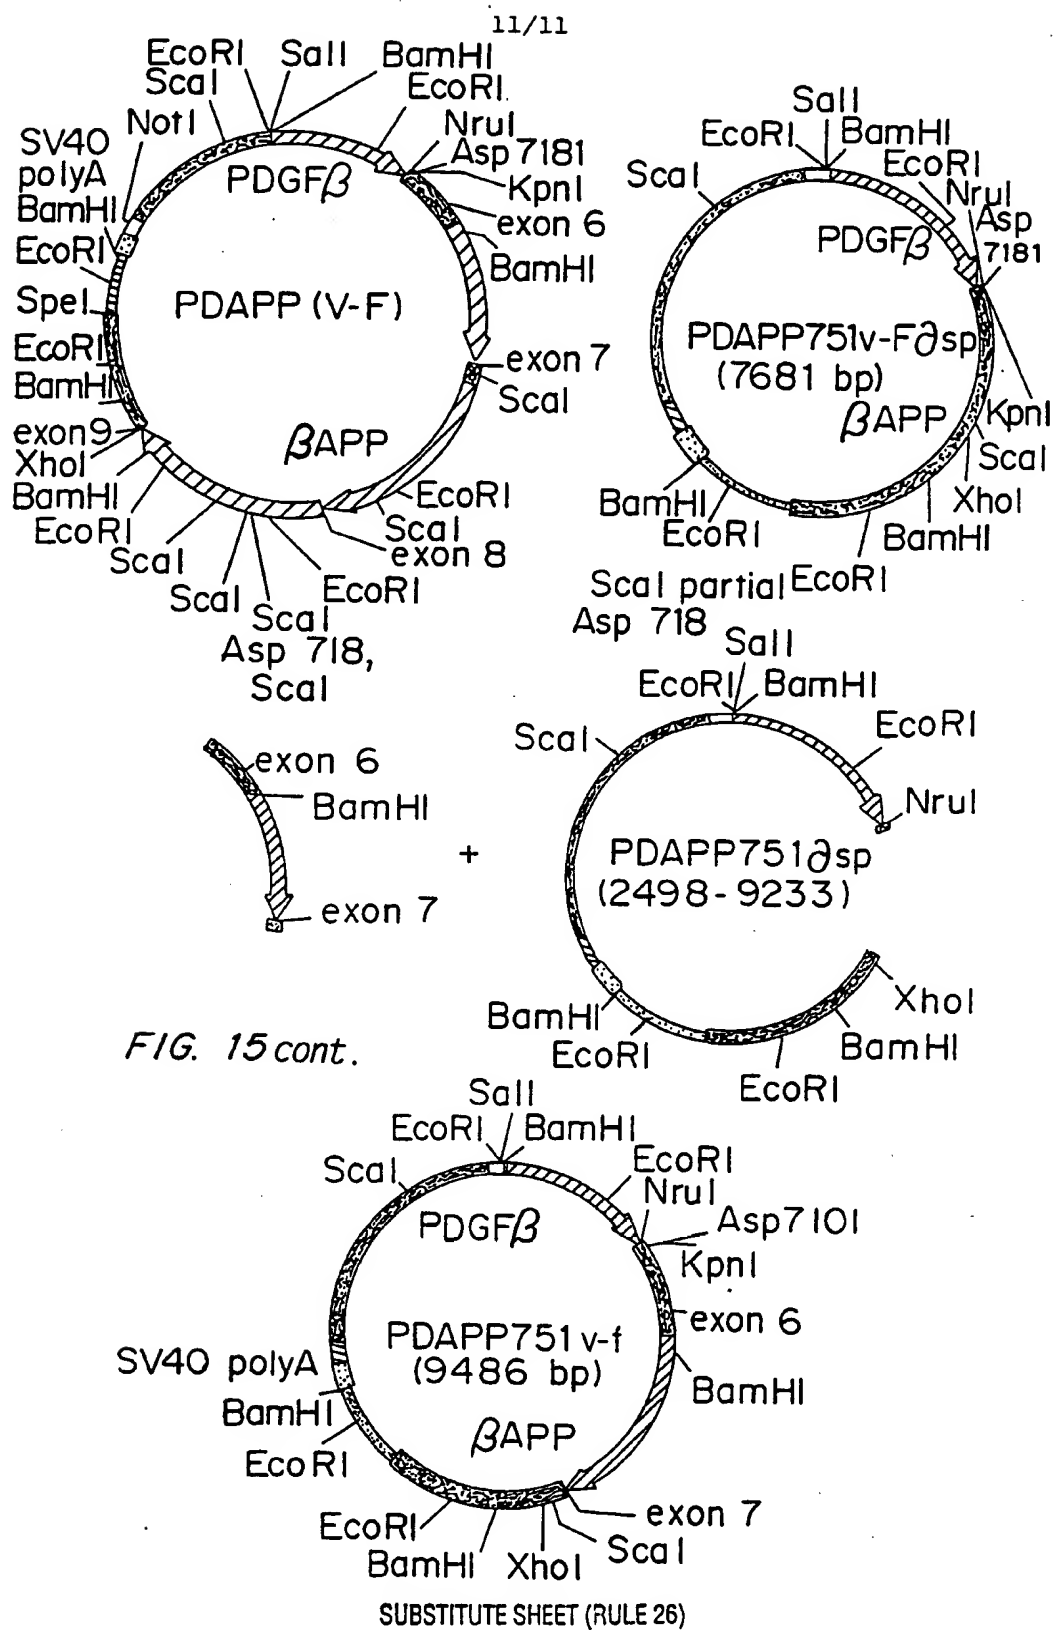 11/11
EcoRI
SalI
BamHI
ScaI
EcoRI
NotI
NruI
SV40
polyA
Asp 7181
PDGFβ
KpnI
BamHI
exon 6
EcoRI
BamHI
SpeI
PDAPP (V-F)
EcoRI
exon 7
BamHI
ScaI
exon 9
βAPP
XhoI
BamHI
EcoRI
EcoRI
ScaI
ScaI
exon 8
ScaI
EcoRI
ScaI
Asp 718,
ScaI
SalI
EcoRI
BamHI
EcoRI
ScaI
NruI
Asp
7181
PDGFβ
PDAPP751v-F∂sp
(7681 bp)
βAPP
KpnI
ScaI
XhoI
BamHI
BamHI
EcoRI
EcoRI
ScaI partial
Asp 718
exon 6
BamHI
+
exon 7
SalI
EcoRI
BamHI
ScaI
EcoRI
NruI
PDAPP751∂sp
(2498-9233)
XhoI
BamHI
BamHI
EcoRI
EcoRI
FIG. 15 cont.
SalI
EcoRI
BamHI
ScaI
EcoRI
NruI
PDGFβ
Asp7101
KpnI
exon 6
PDAPP751 v-f
(9486 bp)
SV40 polyA
BamHI
BamHI
βAPP
EcoRI
exon 7
EcoRI
ScaI
BamHI
XhoI
SUBSTITUTE SHEET (RULE 26)